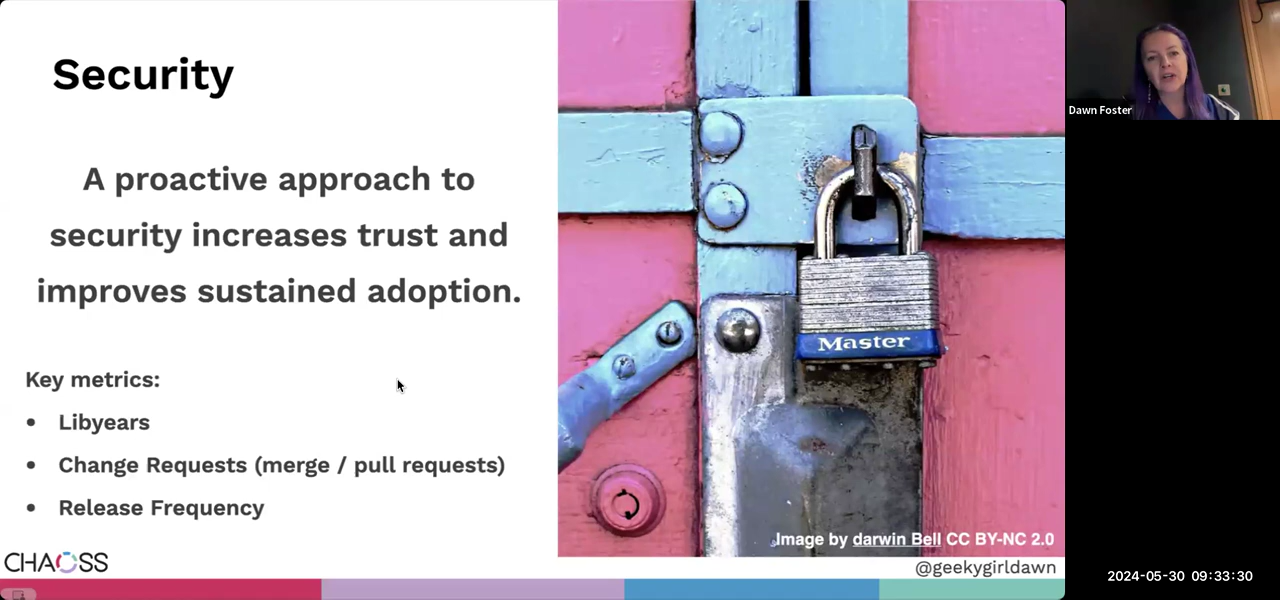 Security
A proactive approach to
security increases trust and
improves sustained adoption.
Key metrics:
• Libyears
• Change Requests (merge / pull requests)
• Release Frequency
CHAOSS
Master
Image by darwin Bell CC BY-NC 2.0
@geekygirldawn
Dawn Foster
2024-05-30 09:33:30